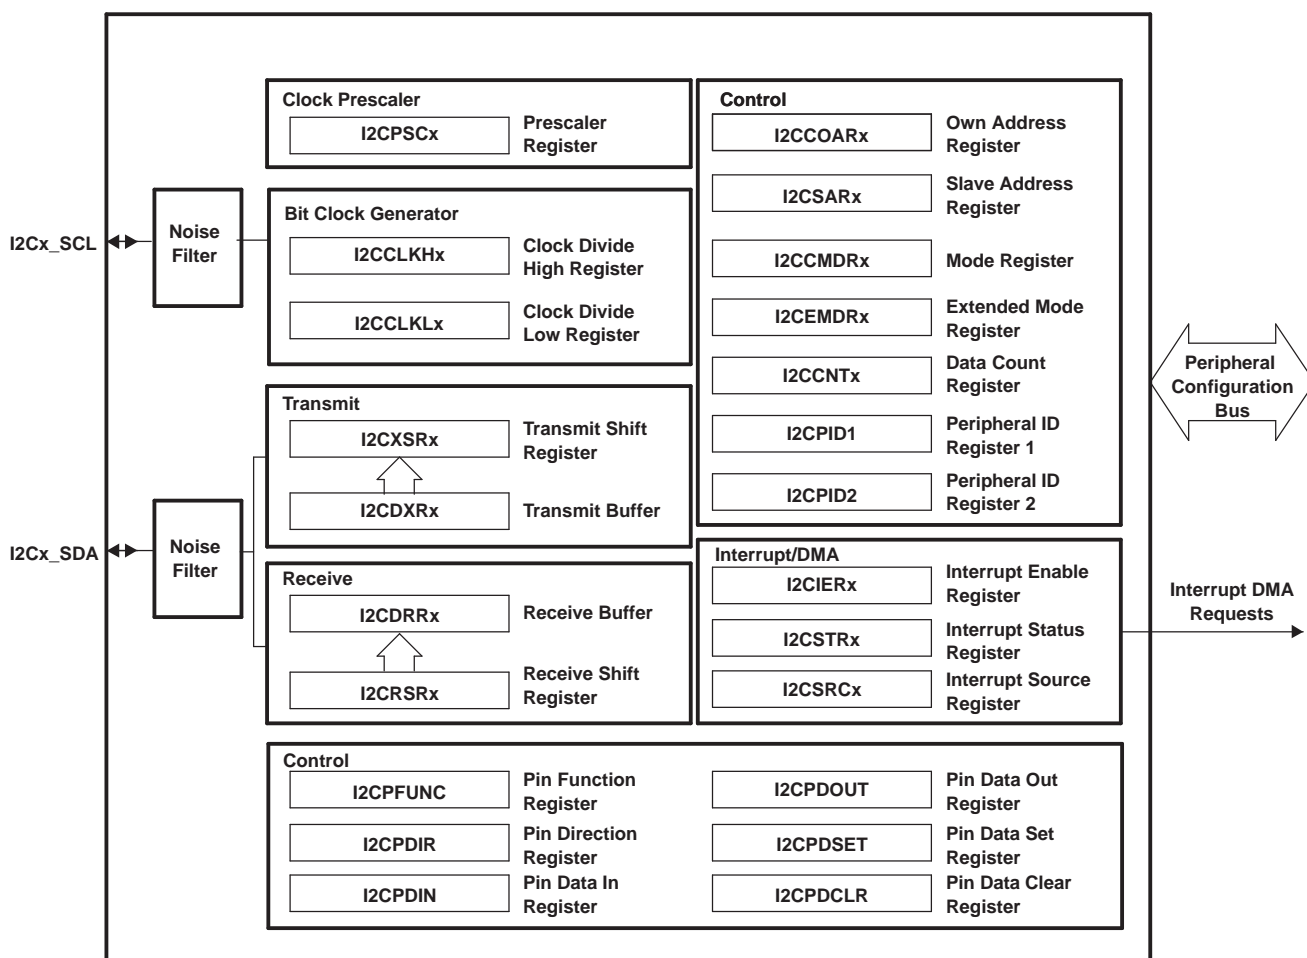 Clock Prescaler
I2CPSCx
Prescaler
Register
Bit Clock Generator
I2CCLKHx
Clock Divide
High Register
I2CCLKLx
Clock Divide
Low Register
I2Cx_SCL
Noise
Filter
Transmit
I2CXSRx
Transmit Shift
Register
I2CDXRx
Transmit Buffer
I2Cx_SDA
Noise
Filter
Receive
I2CDRRx
Receive Buffer
I2CRSRx
Receive Shift
Register
Control
I2CCOARx
Own Address
Register
I2CSARx
Slave Address
Register
I2CCMDRx
Mode Register
I2CEMDRx
Extended Mode
Register
I2CCNTx
Data Count
Register
I2CPID1
Peripheral ID
Register 1
I2CPID2
Peripheral ID
Register 2
Peripheral
Configuration
Bus
Interrupt/DMA
I2CIERx
Interrupt Enable
Register
I2CSTRx
Interrupt Status
Register
I2CSRCx
Interrupt Source
Register
Interrupt DMA
Requests
Control
I2CPFUNC
Pin Function
Register
I2CPDIR
Pin Direction
Register
I2CPDIN
Pin Data In
Register
I2CPDOUT
Pin Data Out
Register
I2CPDSET
Pin Data Set
Register
I2CPDCLR
Pin Data Clear
Register